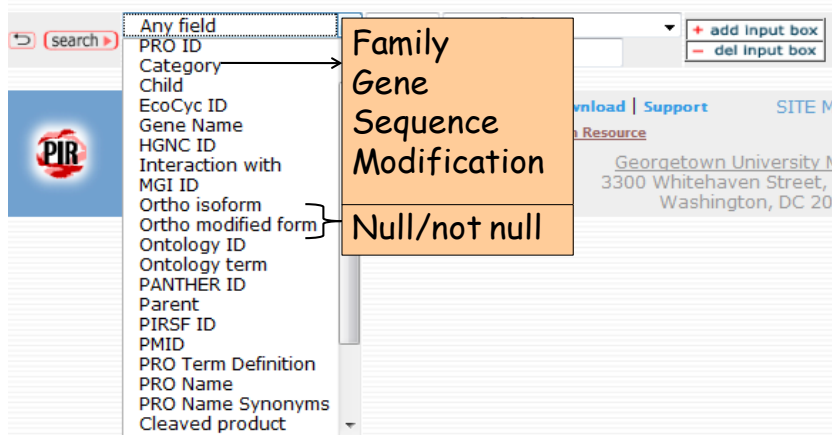 search
Any field
PRO ID
Category
Child
EcoCyc ID
Gene Name
HGNC ID
Interaction with
MGI ID
Ortho isoform
Ortho modified form
Ontology ID
Ontology term
PANTHER ID
Parent
PIRSF ID
PMID
PRO Term Definition
PRO Name
PRO Name Synonyms
Cleaved product
Family
Gene
Sequence
Modification
Null/not null
+ add input box
- del input box
PIR
wnload | Support
SITE M
n Resource
Georgetown University M
3300 Whitehaven Street,
Washington, DC 20